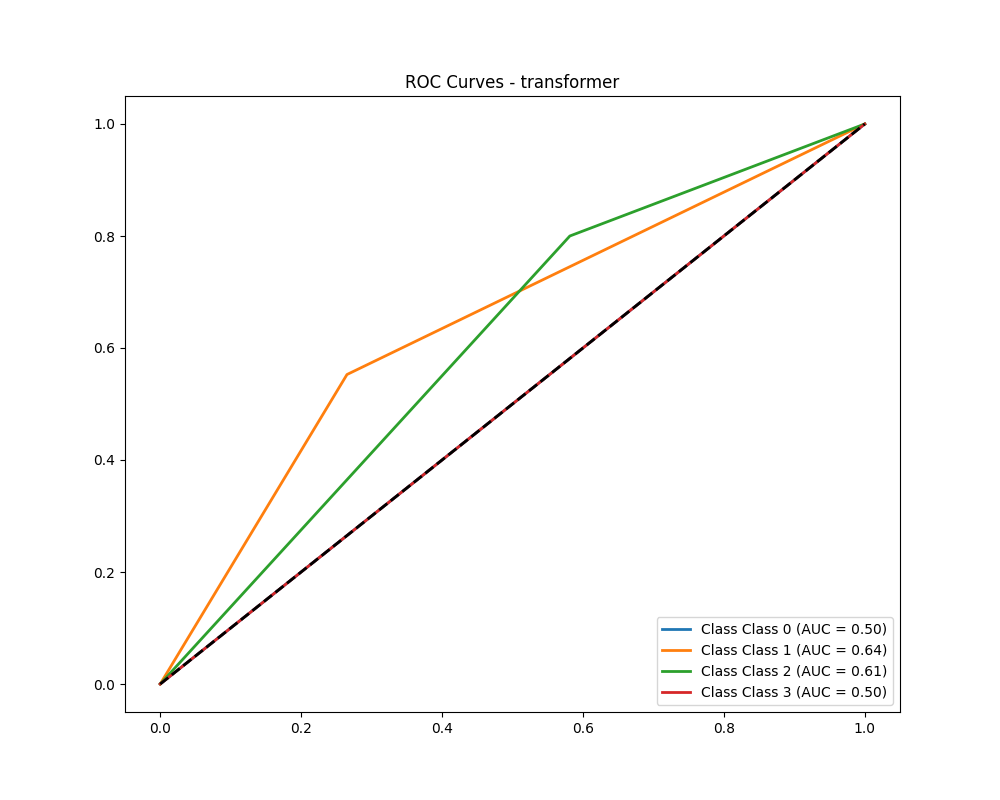 ROC Curves - transformer
1.0
0.8
0.6
0.4
0.2
0.0
0.0 0.2 0.4 0.6 0.8 1.0
Class Class 0 (AUC = 0.50)
Class Class 1 (AUC = 0.64)
Class Class 2 (AUC = 0.61)
Class Class 3 (AUC = 0.50)